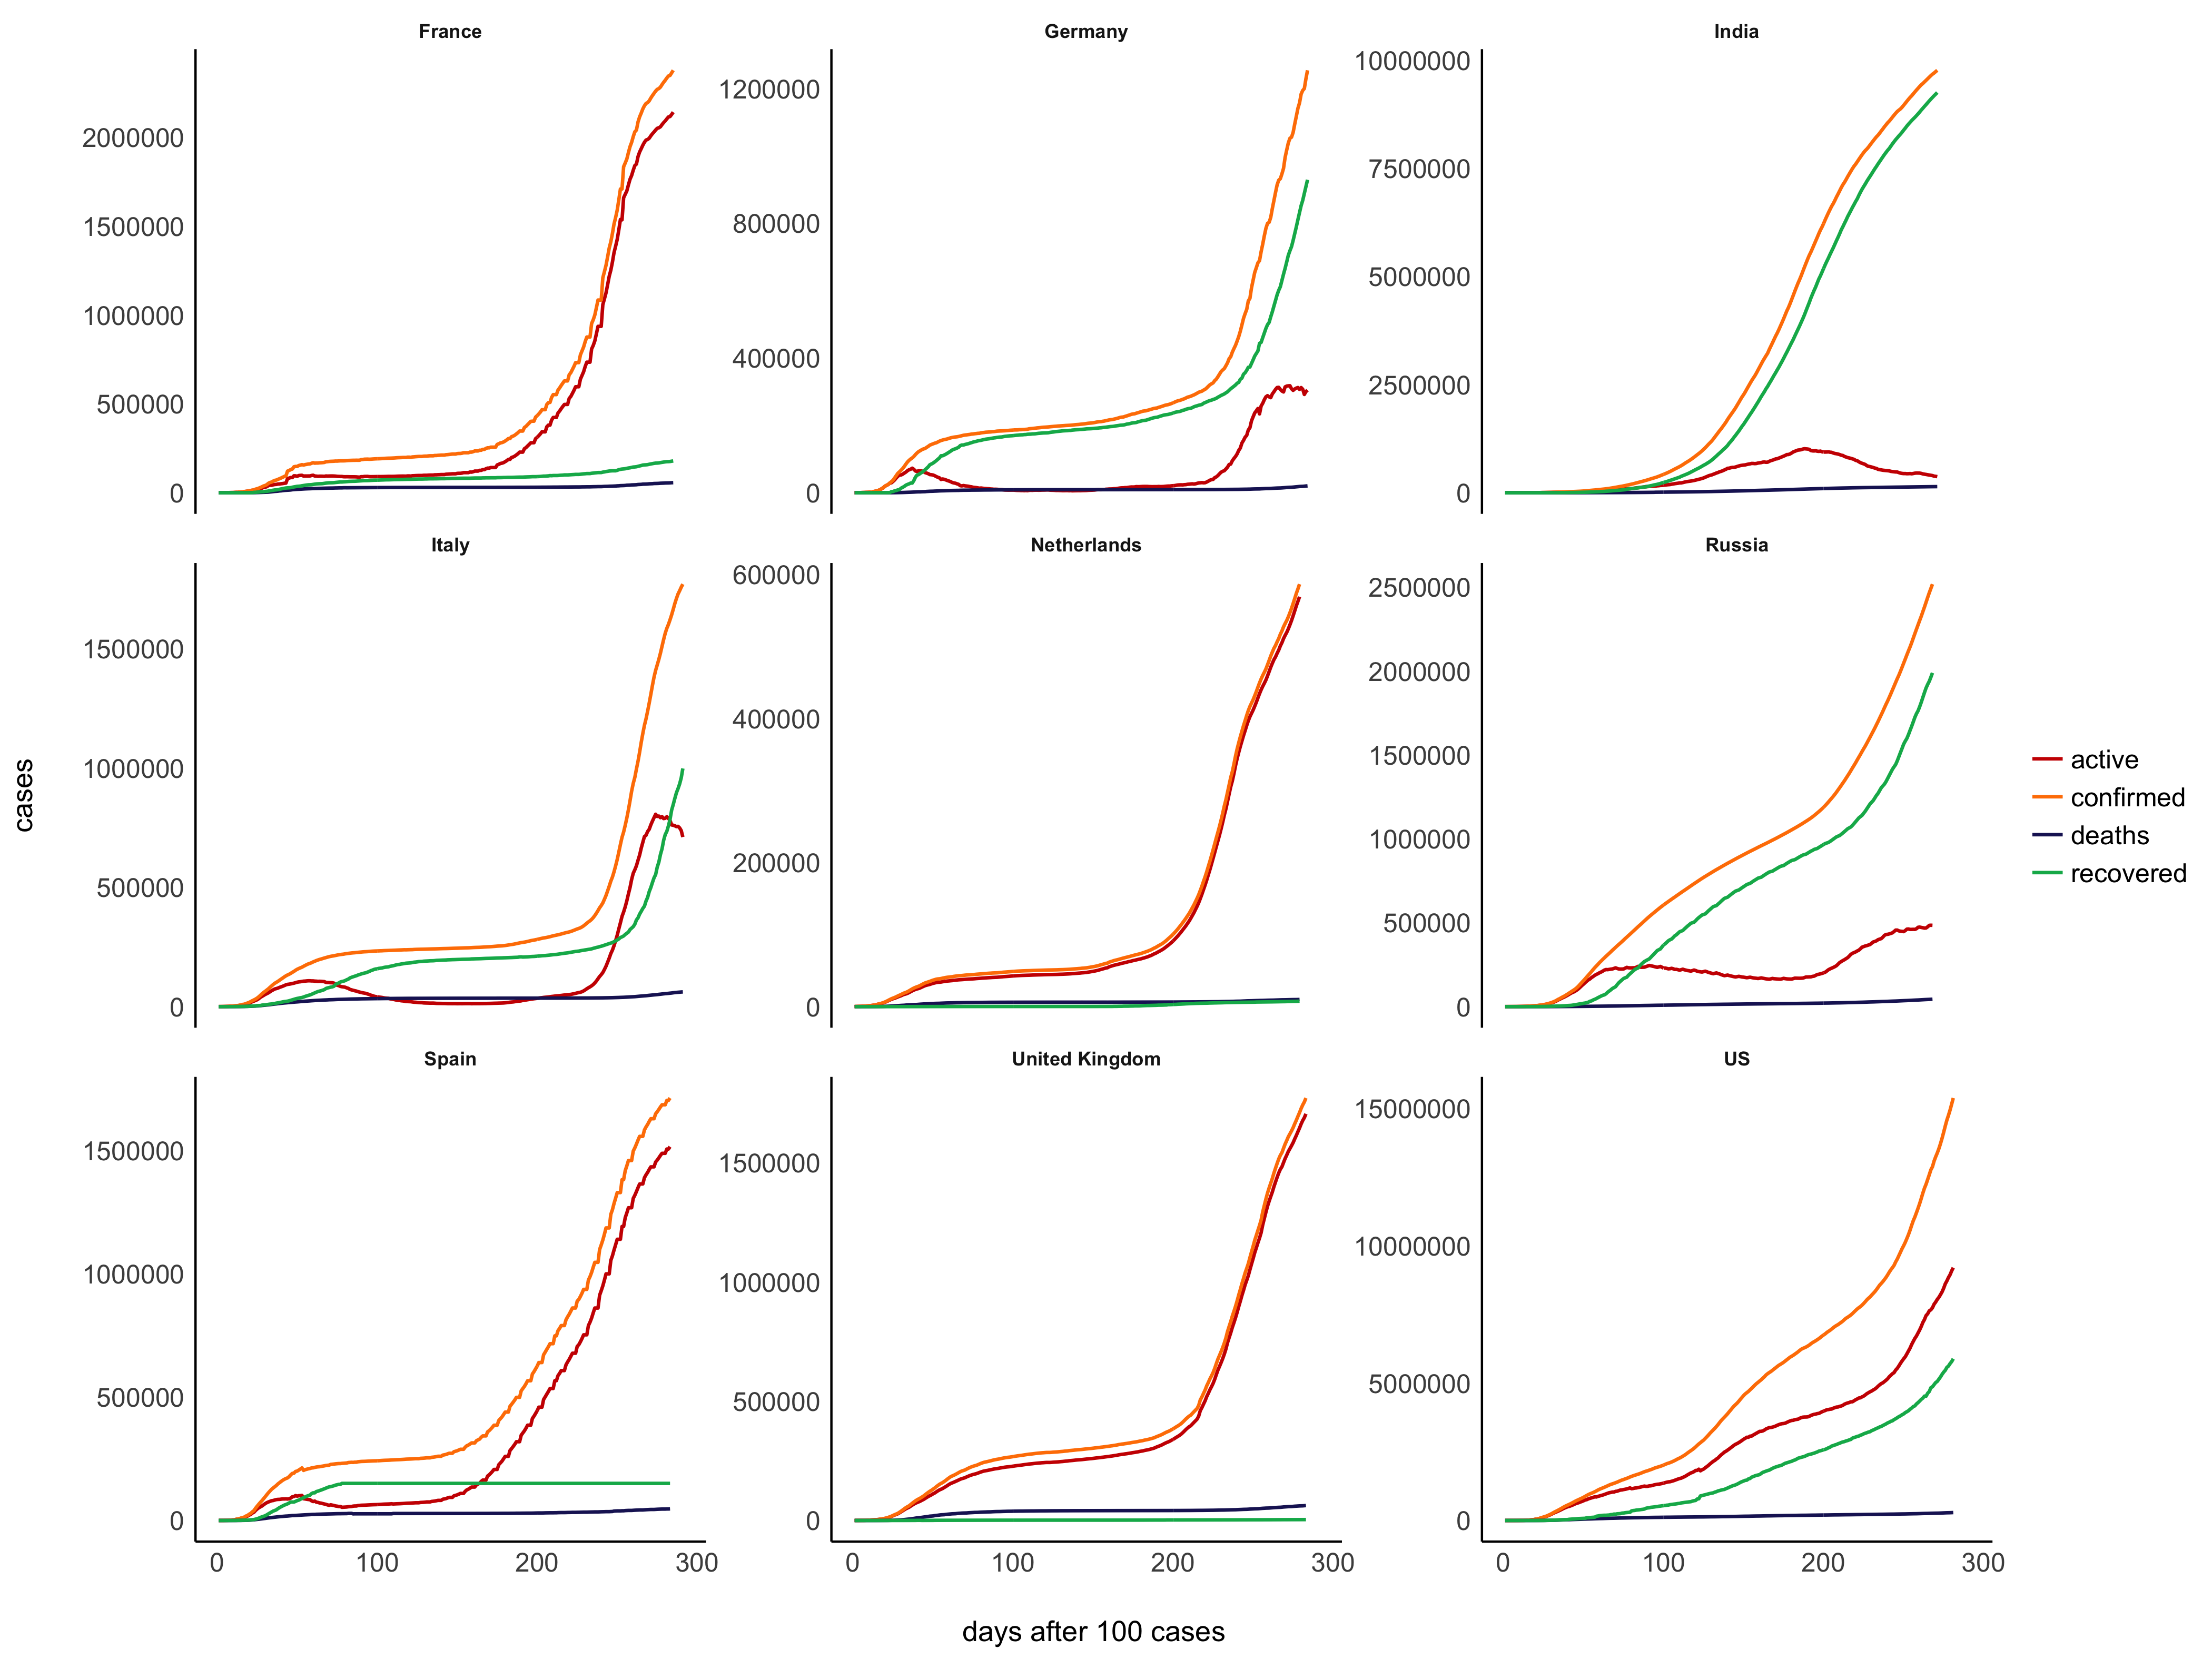 France
Germany
India
2000000
1500000
1000000
500000
0
1200000
800000
400000
0
10000000
7500000
5000000
2500000
0
Italy
Netherlands
Russia
1500000
1000000
500000
0
600000
400000
200000
0
2500000
2000000
1500000
1000000
500000
0
cases
active
confirmed
deaths
recovered
Spain
United Kingdom
US
1500000
1000000
500000
0
1500000
1000000
500000
0
15000000
10000000
5000000
0
0 100 200 300
0 100 200 300
0 100 200 300
days after 100 cases